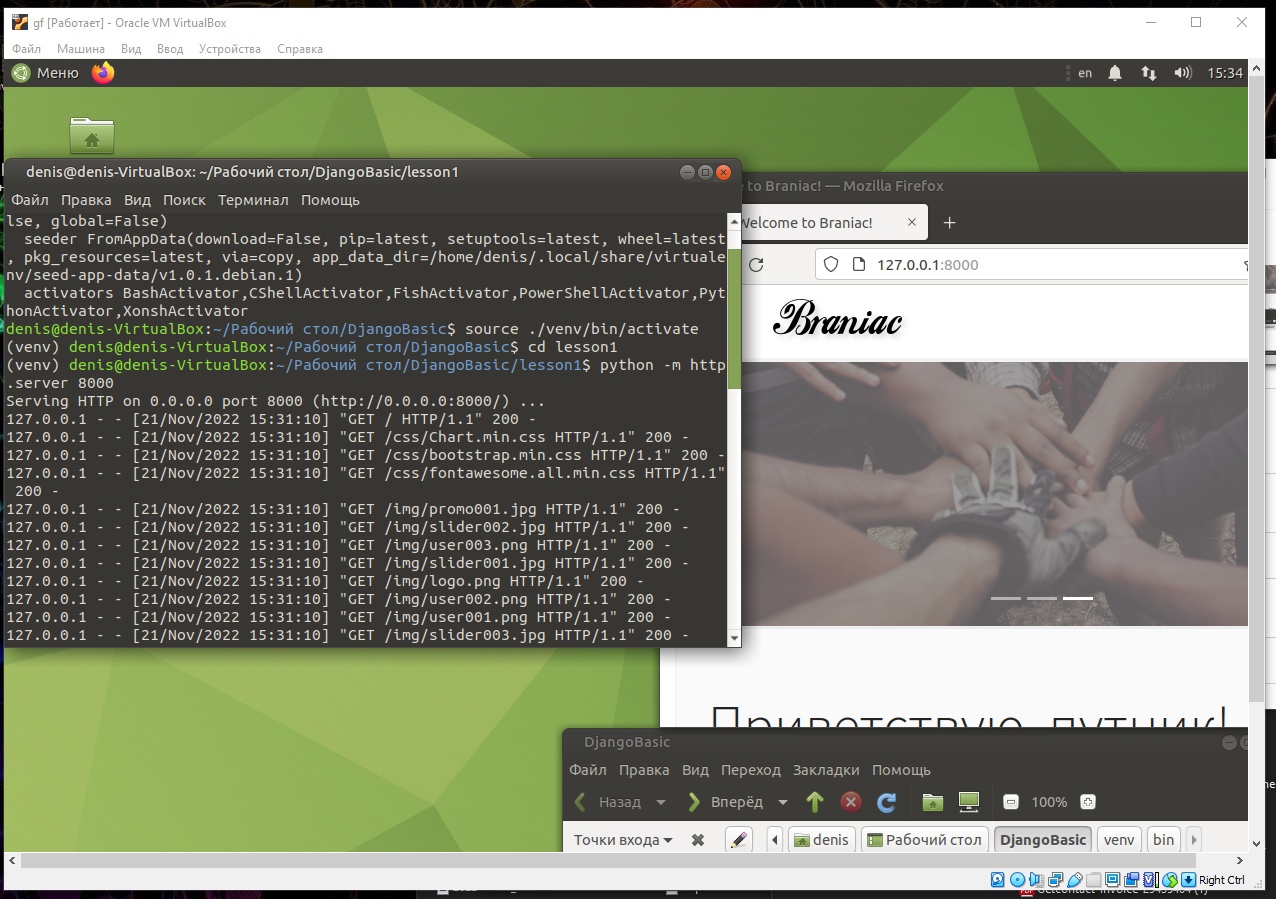 gf [Работает] - Oracle VM VirtualBox
Файл Машина Вид Ввод Устройства Справка
Меню en 15:34
denis@denis-VirtualBox: ~/Рабочий стол/DjangoBasic/lesson1
Файл Правка Вид Поиск Терминал Помощь
lse, global=False)
seeder FromAppData(download=False, pip=latest, setuptools=latest, wheel=latest
, pkg_resources=latest, via=copy, app_data_dir=/home/denis/.local/share/virtuale
nv/seed-app-data/v1.0.1.debian.1)
activators BashActivator,CShellActivator,FishActivator,PowerShellActivator,Pyt
honActivator,XonshActivator
denis@denis-VirtualBox:~/Рабочий стол/DjangoBasic$ source ./venv/bin/activate
(venv) denis@denis-VirtualBox:~/Рабочий стол/DjangoBasic$ cd lesson1
(venv) denis@denis-VirtualBox:~/Рабочий стол/DjangoBasic/lesson1$ python -m http
.server 8000
Serving HTTP on 0.0.0.0 port 8000 (http://0.0.0.0:8000/) ...
127.0.0.1 - - [21/Nov/2022 15:31:10] "GET / HTTP/1.1" 200 -
127.0.0.1 - - [21/Nov/2022 15:31:10] "GET /css/Chart.min.css HTTP/1.1" 200 -
127.0.0.1 - - [21/Nov/2022 15:31:10] "GET /css/bootstrap.min.css HTTP/1.1" 200 -
127.0.0.1 - - [21/Nov/2022 15:31:10] "GET /css/fontawesome.all.min.css HTTP/1.1"
200 -
127.0.0.1 - - [21/Nov/2022 15:31:10] "GET /img/promo001.jpg HTTP/1.1" 200 -
127.0.0.1 - - [21/Nov/2022 15:31:10] "GET /img/slider002.jpg HTTP/1.1" 200 -
127.0.0.1 - - [21/Nov/2022 15:31:10] "GET /img/user003.png HTTP/1.1" 200 -
127.0.0.1 - - [21/Nov/2022 15:31:10] "GET /img/slider001.jpg HTTP/1.1" 200 -
127.0.0.1 - - [21/Nov/2022 15:31:10] "GET /img/logo.png HTTP/1.1" 200 -
127.0.0.1 - - [21/Nov/2022 15:31:10] "GET /img/user002.png HTTP/1.1" 200 -
127.0.0.1 - - [21/Nov/2022 15:31:10] "GET /img/user001.png HTTP/1.1" 200 -
127.0.0.1 - - [21/Nov/2022 15:31:10] "GET /img/slider003.jpg HTTP/1.1" 200 -
to Braniac! — Mozilla Firefox
Welcome to Braniac!
127.0.0.1:8000
Braniac
Приветствую, путник!
DjangoBasic
Файл Правка Вид Переход Закладки Помощь
Назад Вперёд 100%
Точки входа denis Рабочий стол DjangoBasic venv bin
Right Ctrl